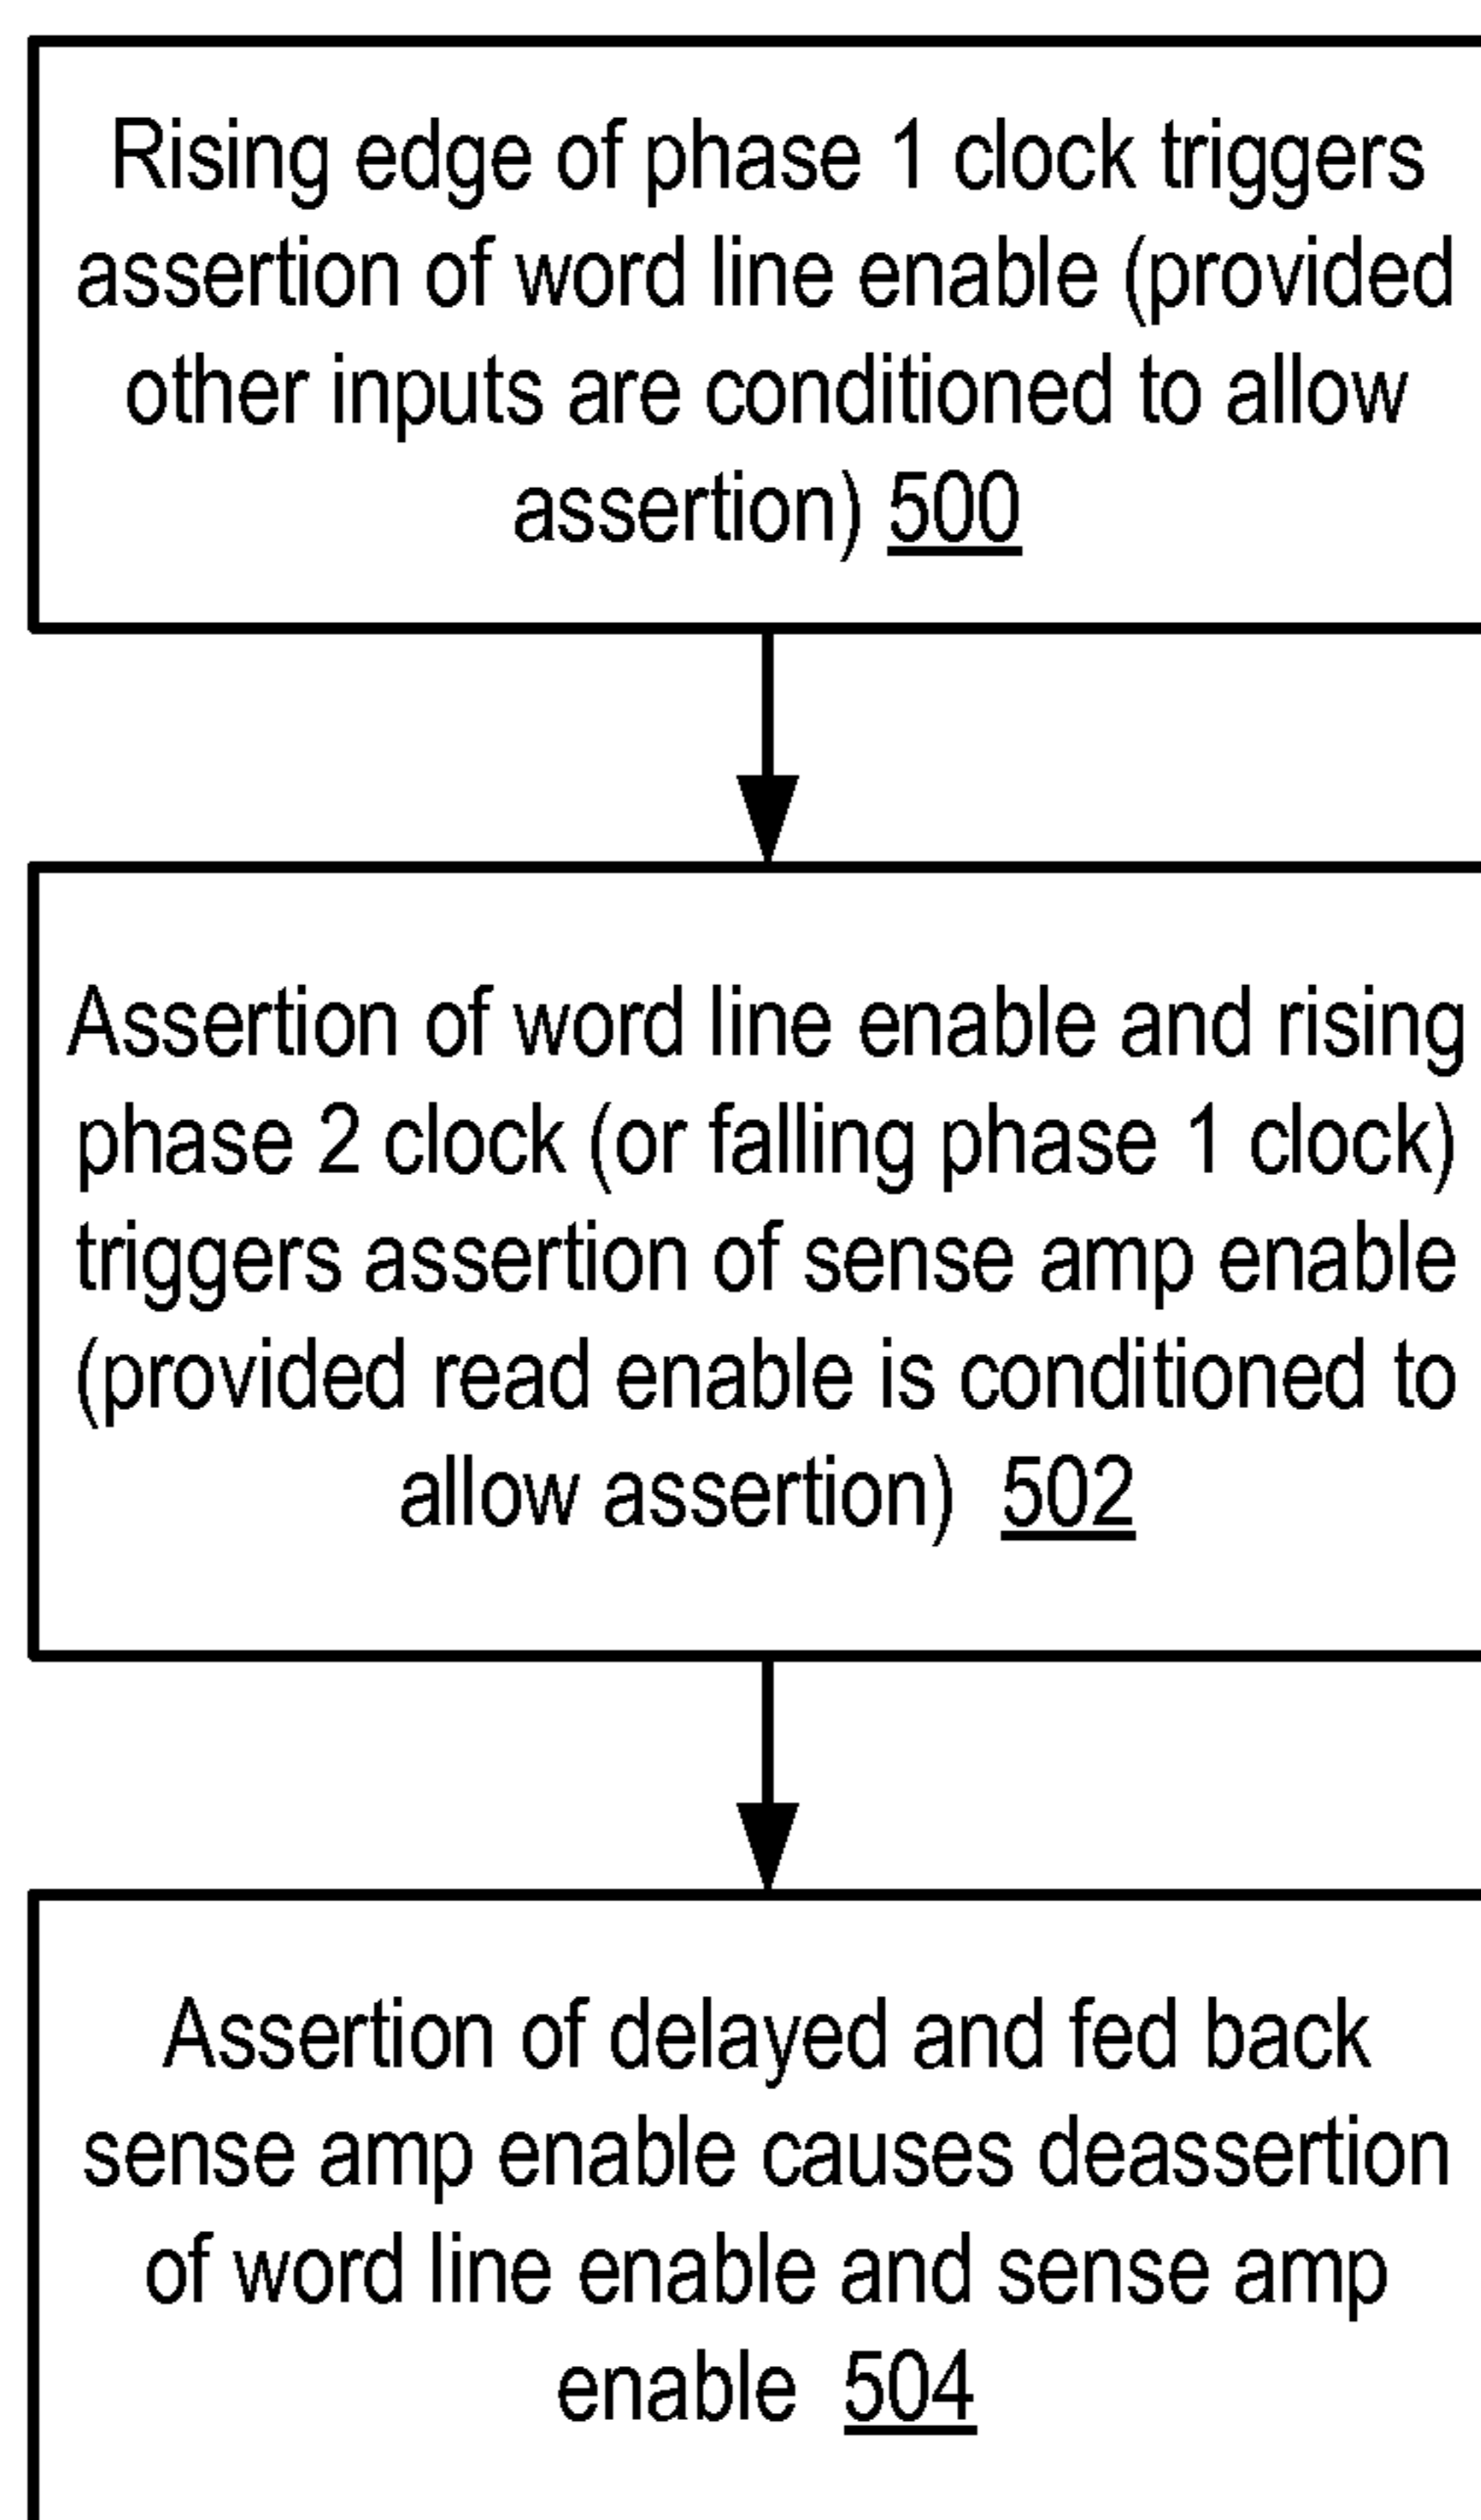 Rising edge of phase 1 clock triggers
assertion of word line enable (provided
other inputs are conditioned to allow
assertion) 500
Assertion of word line enable and rising
phase 2 clock (or falling phase 1 clock)
triggers assertion of sense amp enable
(provided read enable is conditioned to
allow assertion) 502
Assertion of delayed and fed back
sense amp enable causes deassertion
of word line enable and sense amp
enable 504